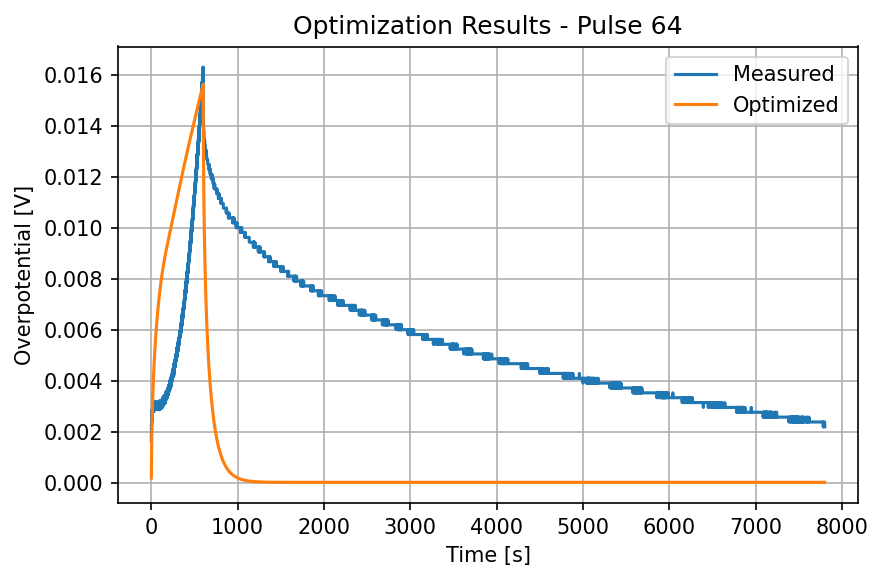 Optimization Results - Pulse 64
Measured
Optimized
Overpotential [V]
0.016
0.014
0.012
0.010
0.008
0.006
0.004
0.002
0.000
0 1000 2000 3000 4000 5000 6000 7000 8000
Time [s]